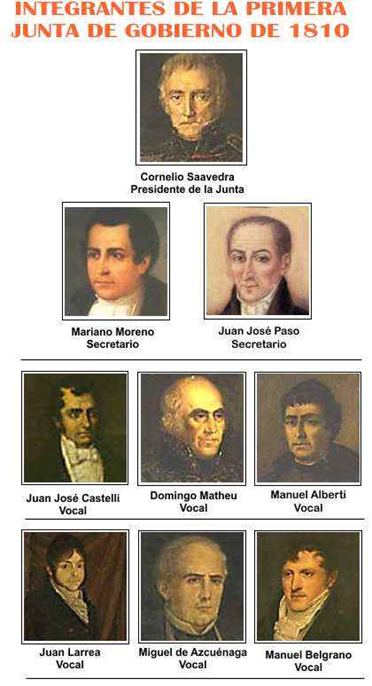 INTEGRANTES DE LA PRIMERA
JUNTA DE GOBIERNO DE 1810
Cornelio Saavedra
Presidente de la Junta
Mariano Moreno
Secretario
Juan José Paso
Secretario
Juan José Castelli
Vocal
Domingo Matheu
Vocal
Manuel Alberti
Vocal
Juan Larrea
Vocal
Miguel de Azcuénaga
Vocal
Manuel Belgrano
Vocal